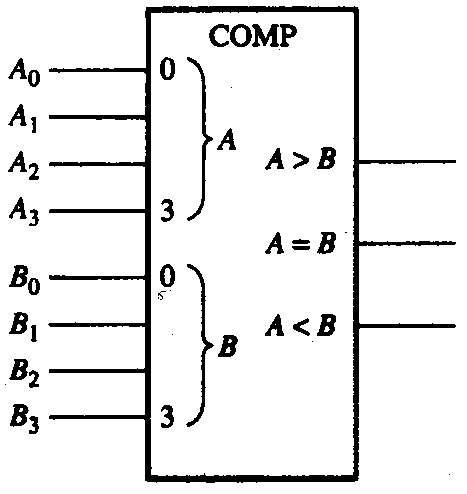 COMP
A0 0
A1
A2
A3 3
A
B0 0
B1
B2
B3 3
B
A > B
A = B
A < B